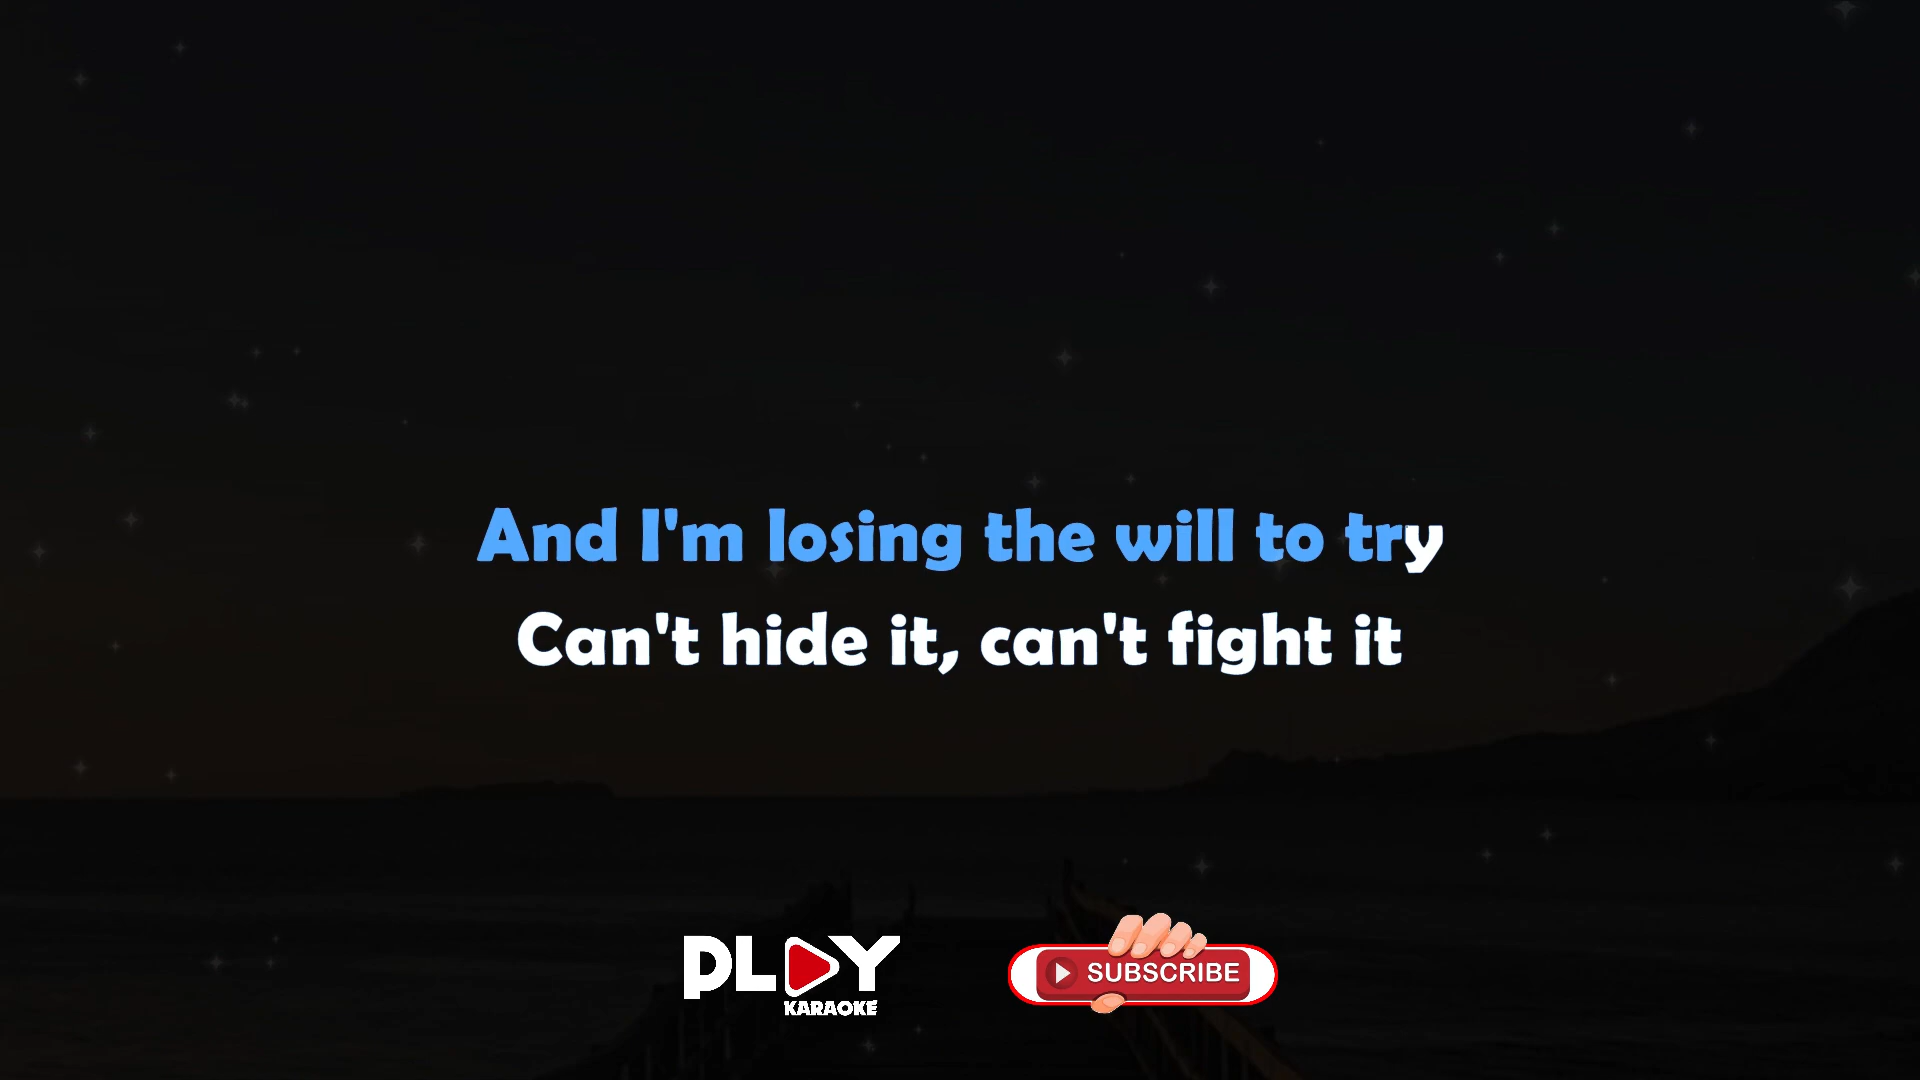 And I'm losing the will to try
Can't hide it, can't fight it
PLAY
KARAOKE
SUBSCRIBE